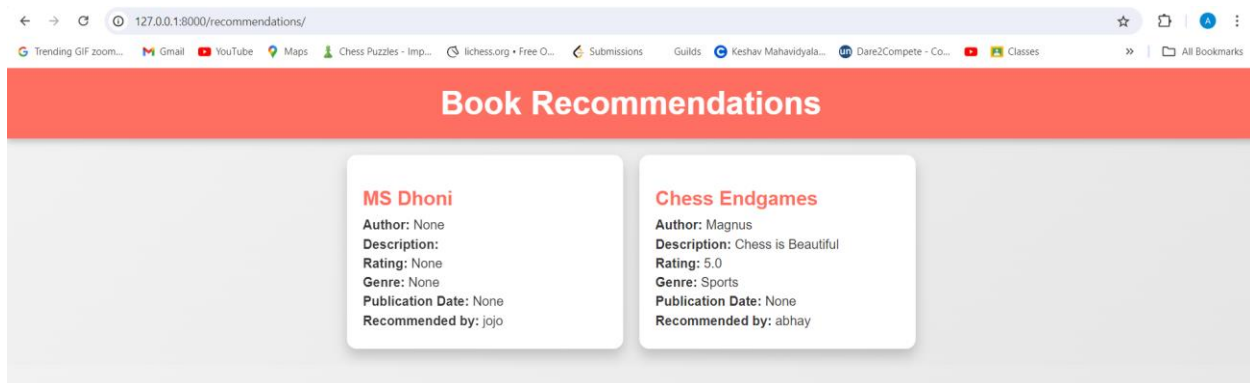 127.0.0.1:8000/recommendations/
A
G Trending GIF zoom... M Gmail YouTube Maps Chess Puzzles - Imp... lichess.org • Free O... Submissions Guilds Keshav Mahavidyala... un Dare2Compete - Co... Classes » All Bookmarks
Book Recommendations
MS Dhoni
Author: None
Description:
Rating: None
Genre: None
Publication Date: None
Recommended by: jojo
Chess Endgames
Author: Magnus
Description: Chess is Beautiful
Rating: 5.0
Genre: Sports
Publication Date: None
Recommended by: abhay